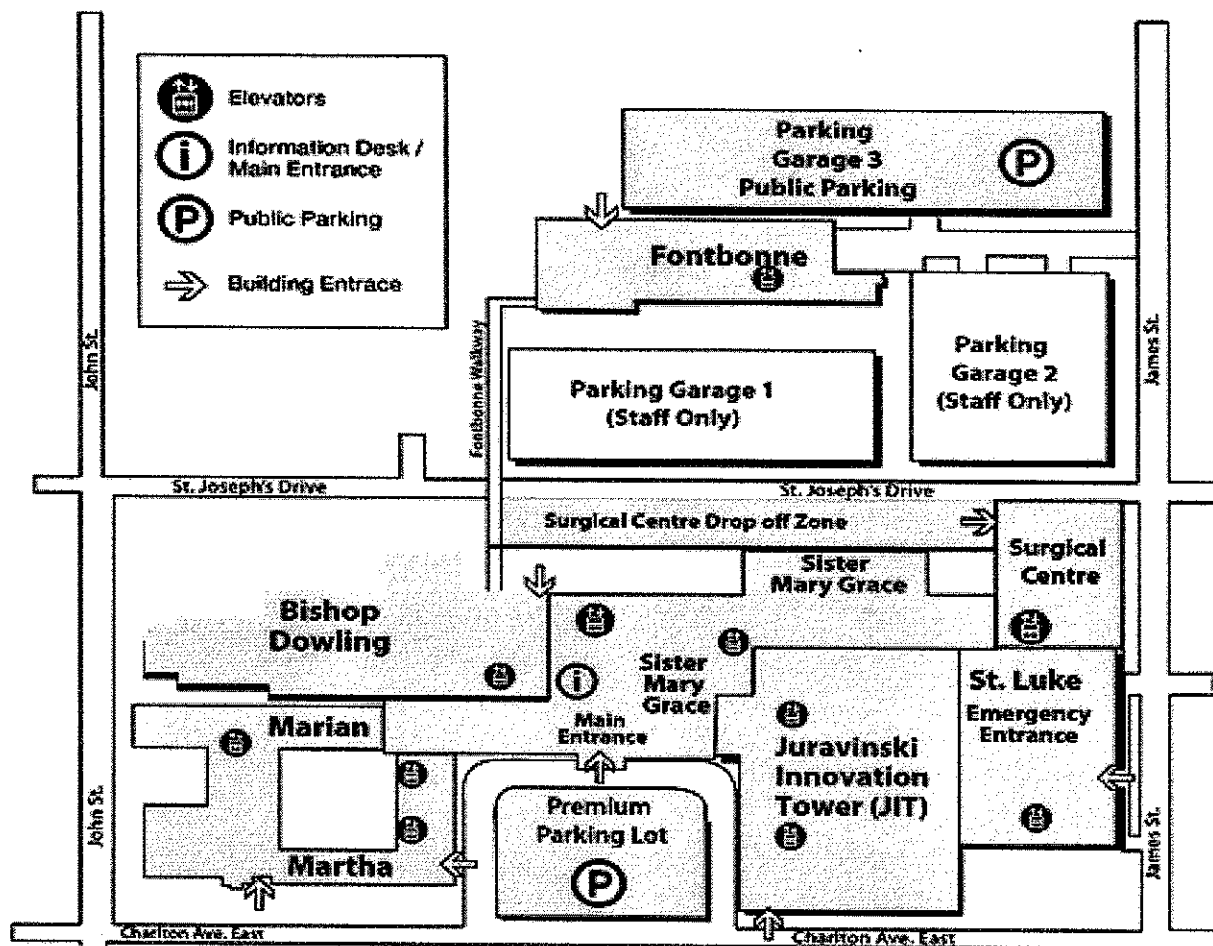 Elevators
Information Desk /
Main Entrance
Public Parking
Building Entrace
Parking
Garage 3
Public Parking
P
Fontbonne
John St.
Fontbonne Walkway
Parking Garage 1
(Staff Only)
Parking
Garage 2
(Staff Only)
James St.
St. Joseph's Drive
St. Joseph's Drive
Surgical Centre Drop off Zone
Surgical
Centre
Sister
Mary Grace
Bishop
Dowling
Sister
Mary
Grace
i
Main
Entrance
St. Luke
Emergency
Entrance
Marian
Juravinski
Innovation
Tower (JIT)
Premium
Parking Lot
P
Martha
John St.
James St.
Charlton Ave. East
Charlton Ave. East